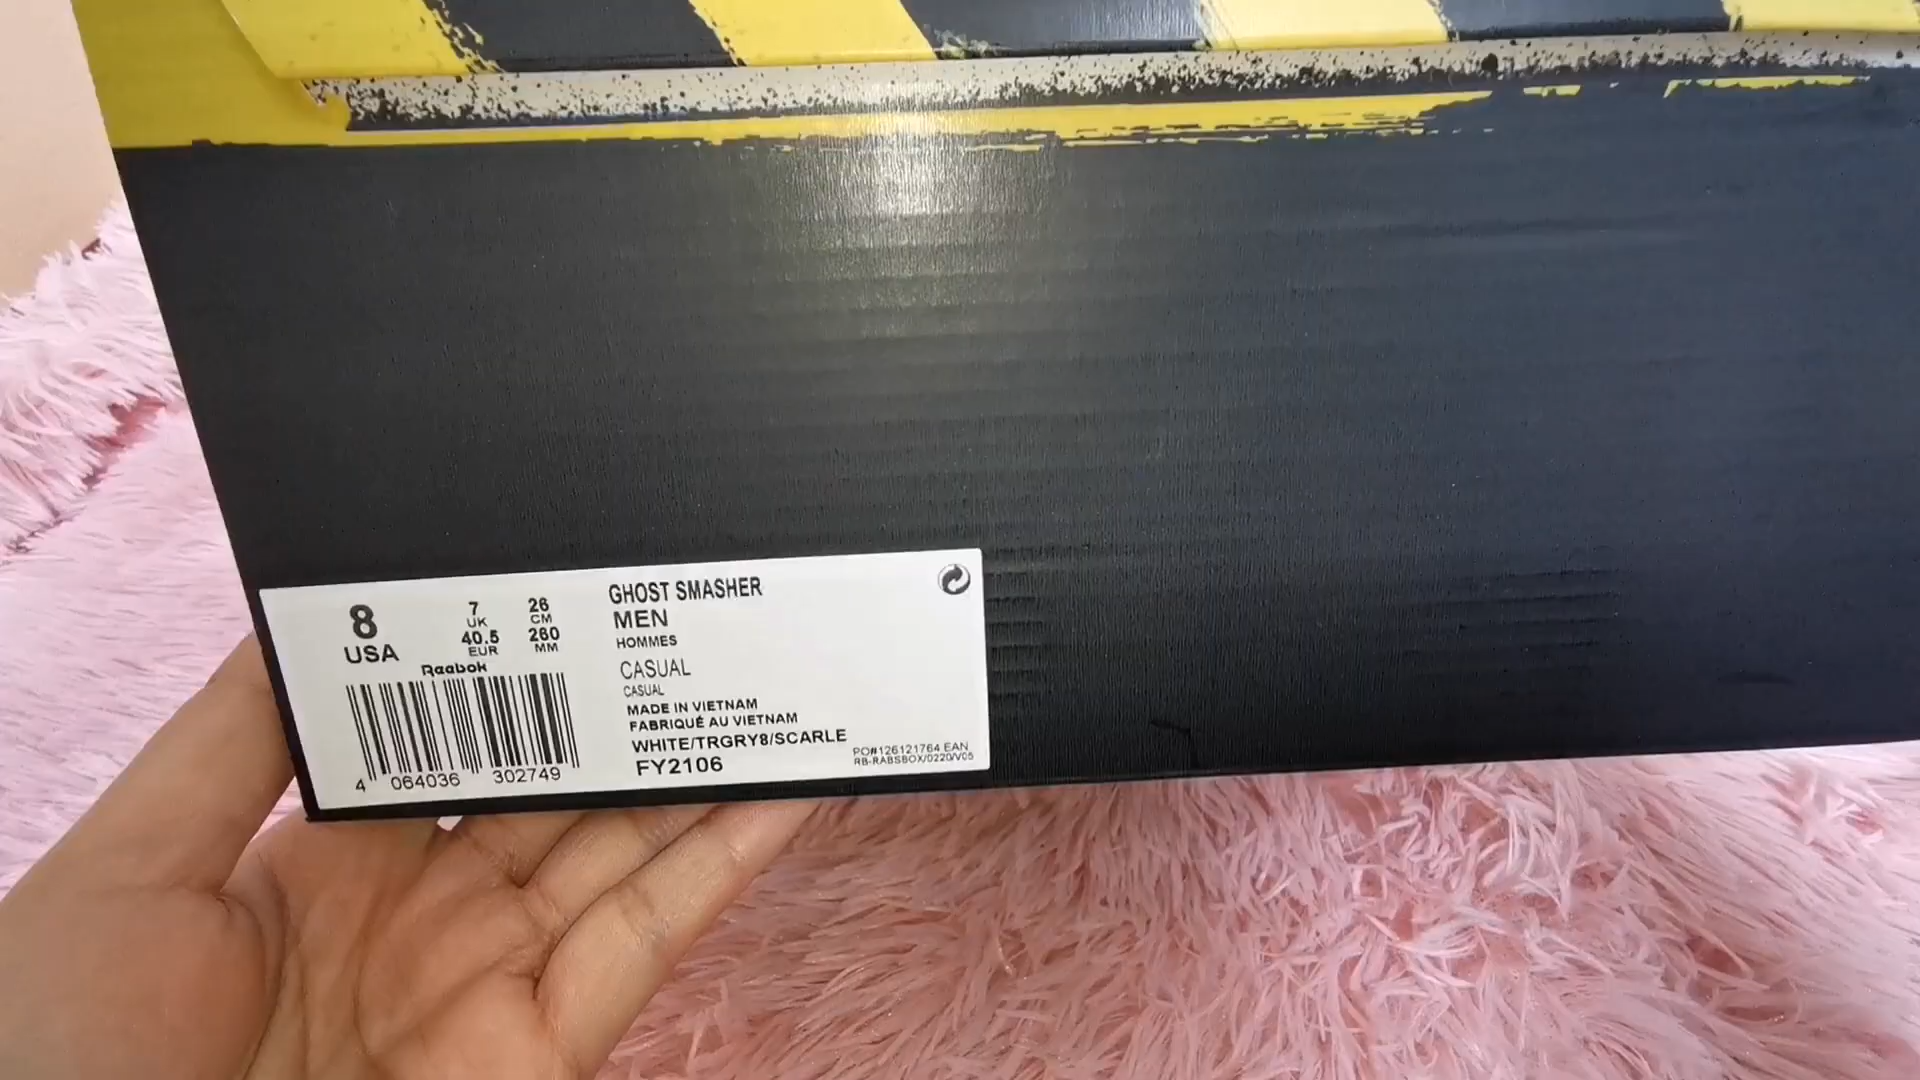 8
USA
7
UK
40.5
EUR
26
CM
260
MM
Reebok
4 064036 302749
GHOST SMASHER
MEN
HOMMES
CASUAL
CASUAL
MADE IN VIETNAM
FABRIQUÉ AU VIETNAM
WHITE/TRGRY8/SCARLE
FY2106
PO#126121764 EAN
RB-RABSBOX/0220/V05